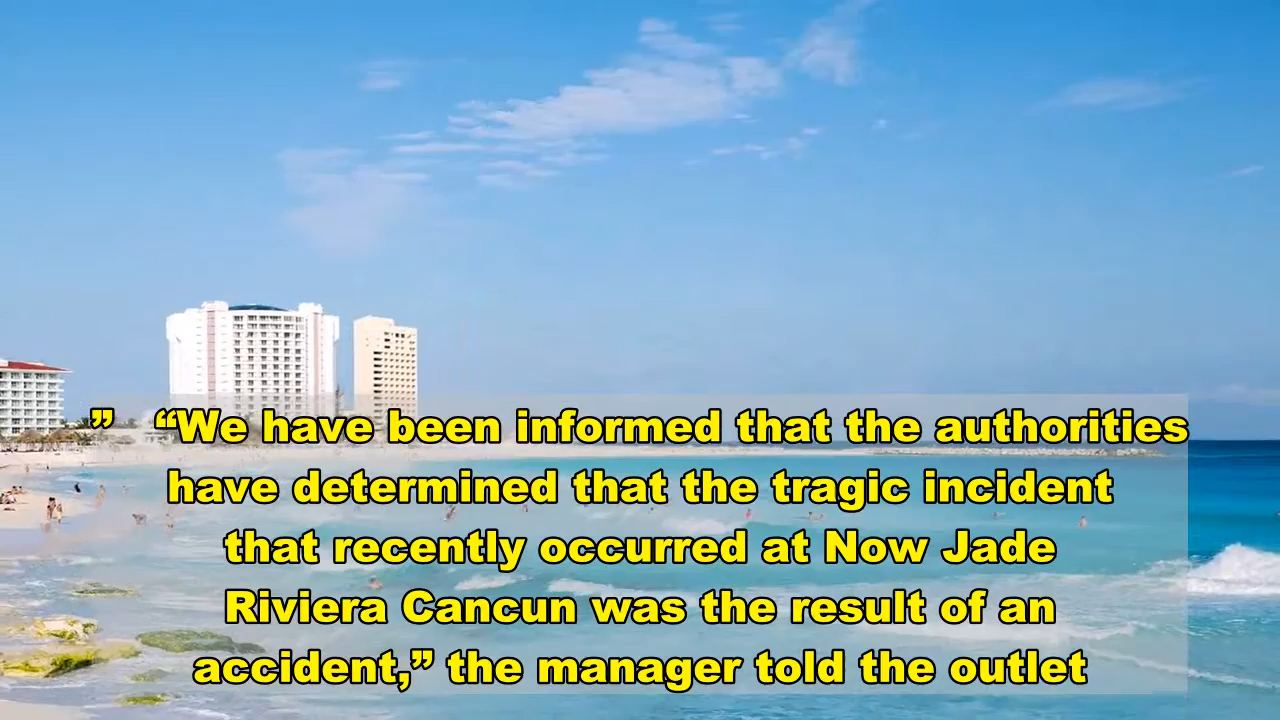 ” “We have been informed that the authorities
have determined that the tragic incident
that recently occurred at Now Jade
Riviera Cancun was the result of an
accident,” the manager told the outlet